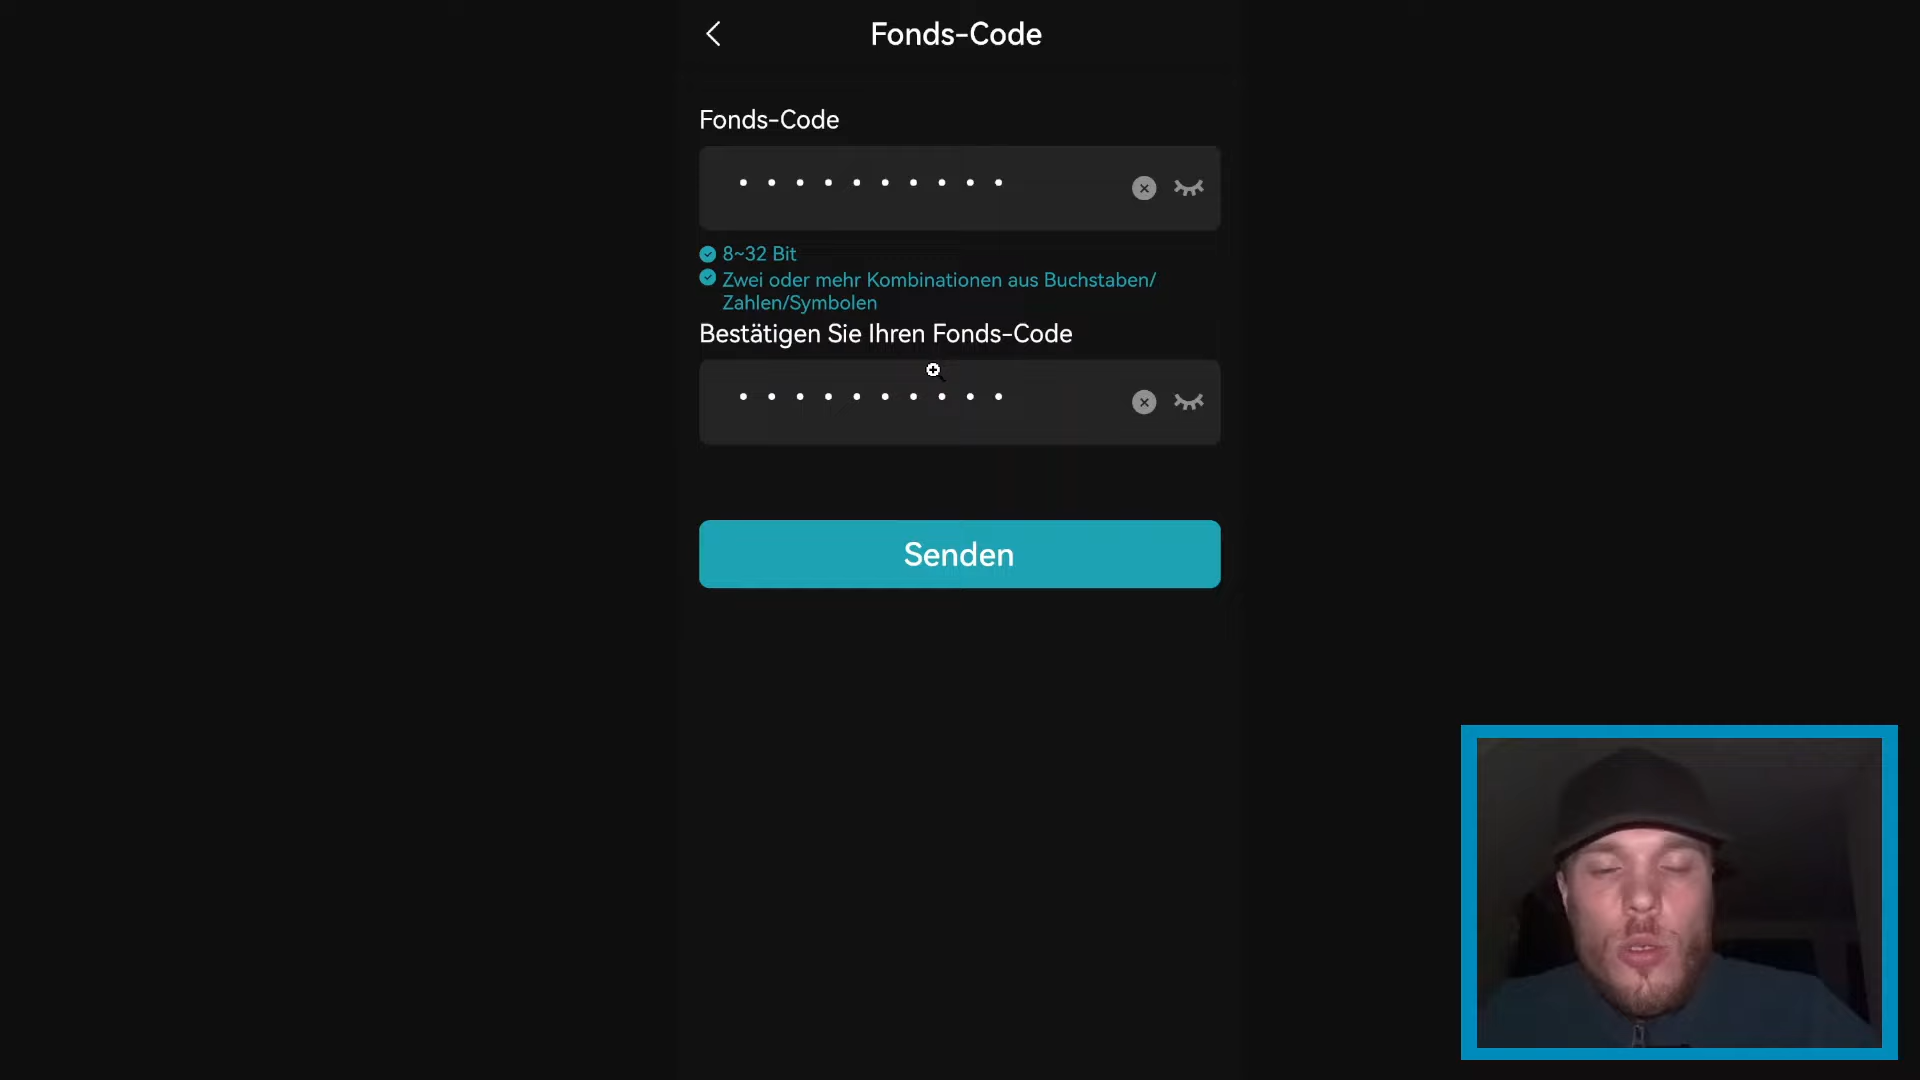 Fonds-Code
Fonds-Code
8~32 Bit
Zwei oder mehr Kombinationen aus Buchstaben/
Zahlen/Symbolen
Bestätigen Sie Ihren Fonds-Code
Senden